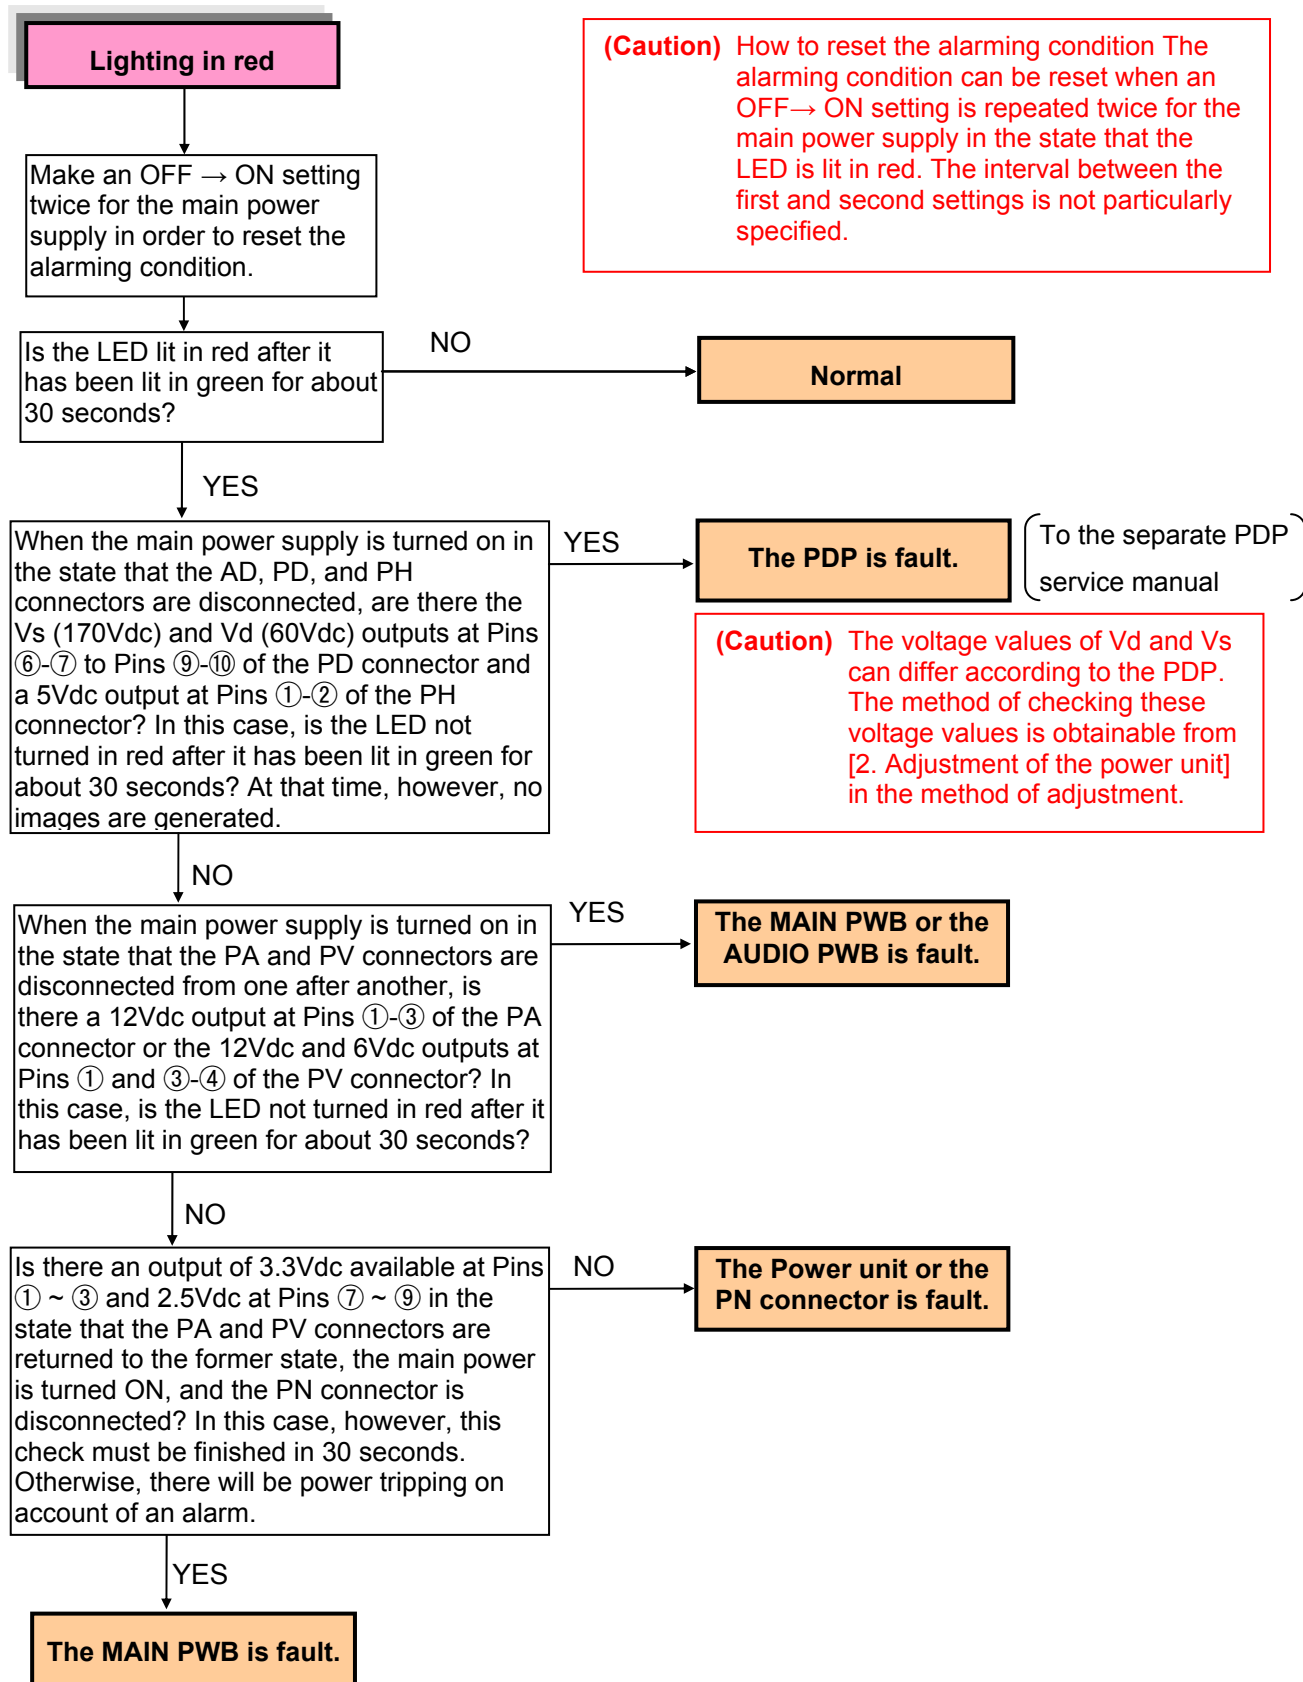 Lighting in red
(Caution) How to reset the alarming condition The
alarming condition can be reset when an
OFF→ ON setting is repeated twice for the
main power supply in the state that the
LED is lit in red. The interval between the
first and second settings is not particularly
specified.
Make an OFF → ON setting
twice for the main power
supply in order to reset the
alarming condition.
Is the LED lit in red after it
has been lit in green for about
30 seconds?
NO
Normal
YES
When the main power supply is turned on in
the state that the AD, PD, and PH
connectors are disconnected, are there the
Vs (170Vdc) and Vd (60Vdc) outputs at Pins
⑥-⑦ to Pins ⑨-⑩ of the PD connector and
a 5Vdc output at Pins ①-② of the PH
connector? In this case, is the LED not
turned in red after it has been lit in green for
about 30 seconds? At that time, however, no
images are generated.
YES
The PDP is fault.
To the separate PDP
service manual
(Caution) The voltage values of Vd and Vs
can differ according to the PDP.
The method of checking these
voltage values is obtainable from
[2. Adjustment of the power unit]
in the method of adjustment.
NO
When the main power supply is turned on in
the state that the PA and PV connectors are
disconnected from one after another, is
there a 12Vdc output at Pins ①-③ of the PA
connector or the 12Vdc and 6Vdc outputs at
Pins ① and ③-④ of the PV connector? In
this case, is the LED not turned in red after it
has been lit in green for about 30 seconds?
YES
The MAIN PWB or the
AUDIO PWB is fault.
NO
Is there an output of 3.3Vdc available at Pins
① ~ ③ and 2.5Vdc at Pins ⑦ ~ ⑨ in the
state that the PA and PV connectors are
returned to the former state, the main power
is turned ON, and the PN connector is
disconnected? In this case, however, this
check must be finished in 30 seconds.
Otherwise, there will be power tripping on
account of an alarm.
NO
The Power unit or the
PN connector is fault.
YES
The MAIN PWB is fault.